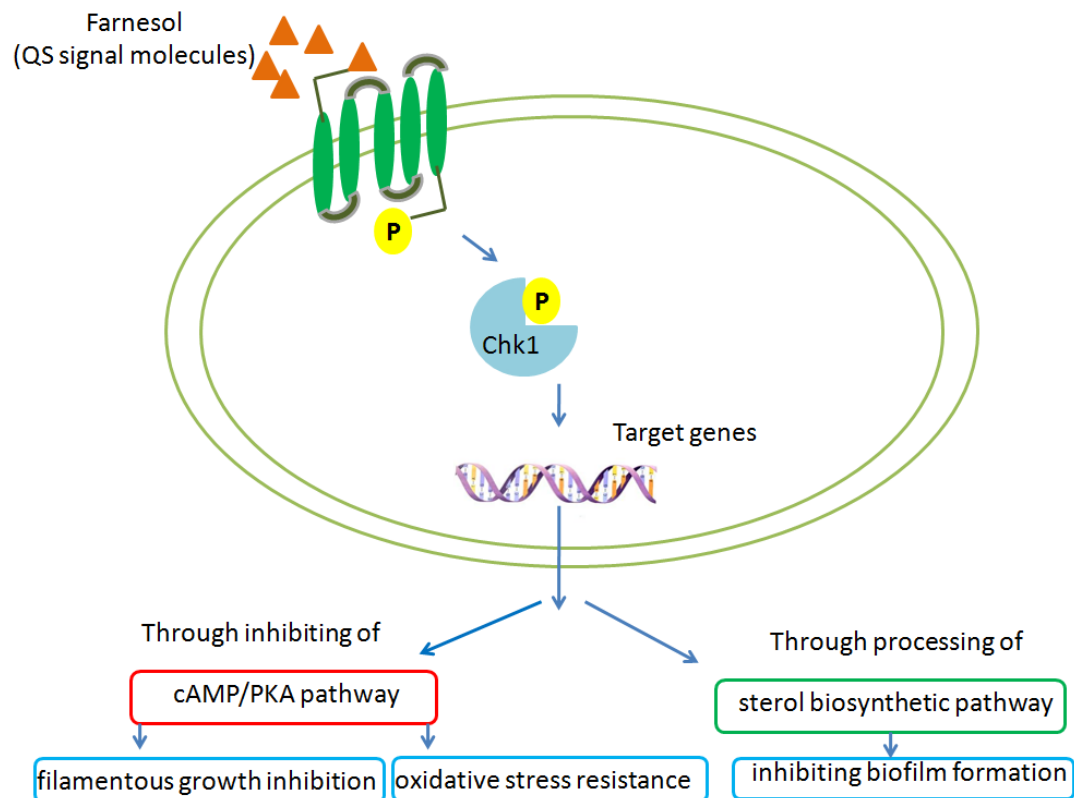 Farnesol
(QS signal molecules)
P
P
Chk1
Target genes
Through inhibiting of
cAMP/PKA pathway
filamentous growth inhibition
oxidative stress resistance
Through processing of
sterol biosynthetic pathway
inhibiting biofilm formation